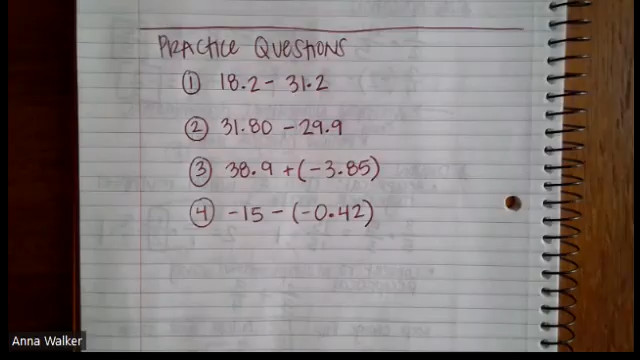 PRACTICE QUESTIONS
① 18.2 - 31.2
② 31.80 - 29.9
③ 38.9 + (-3.85)
④ -15 - (-0.42)
Anna Walker